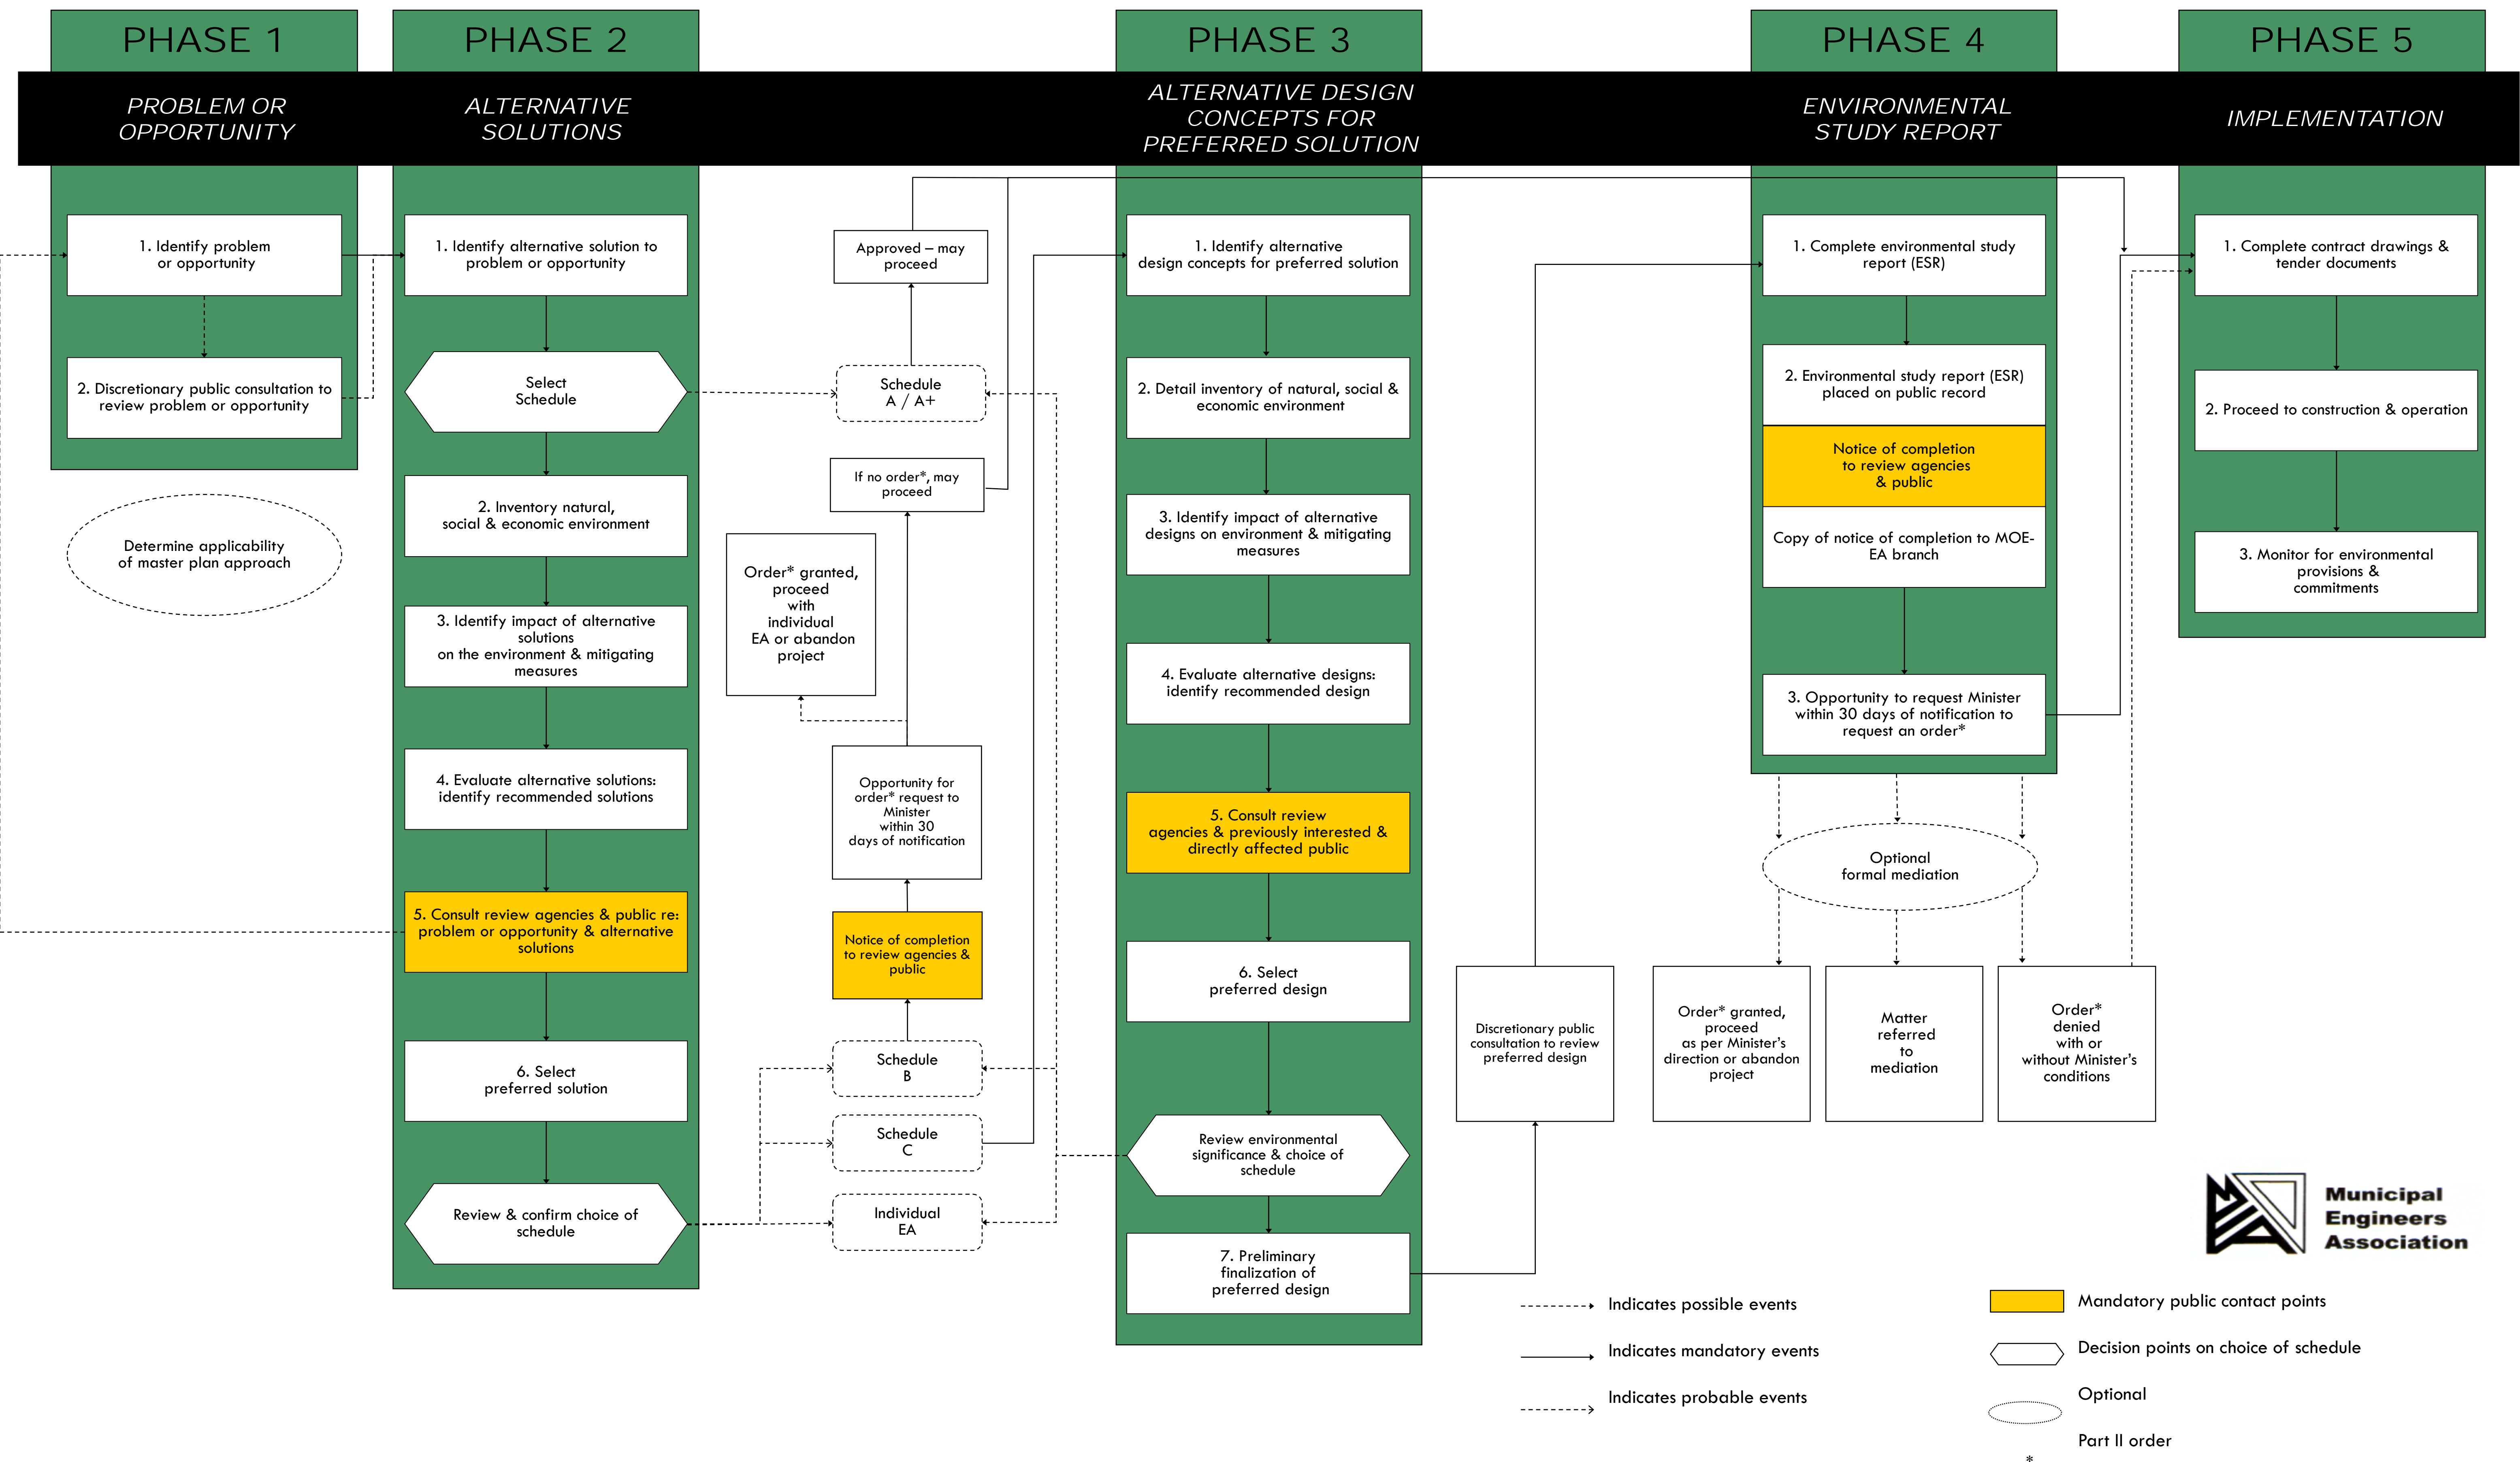 PHASE 1
PROBLEM OR
OPPORTUNITY
1. Identify problem
or opportunity
2. Discretionary public consultation to
review problem or opportunity
Determine applicability
of master plan approach
PHASE 2
ALTERNATIVE
SOLUTIONS
1. Identify alternative solution to
problem or opportunity
Select
Schedule
2. Inventory natural,
social & economic environment
3. Identify impact of alternative
solutions
on the environment & mitigating
measures
4. Evaluate alternative solutions:
identify recommended solutions
5. Consult review agencies & public re:
problem or opportunity & alternative
solutions
6. Select
preferred solution
Review & confirm choice of
schedule
Approved – may
proceed
Schedule
A / A+
If no order*, may
proceed
Order* granted,
proceed
with
individual
EA or abandon
project
Opportunity for
order* request to
Minister
within 30
days of notification
Notice of completion
to review agencies &
public
Schedule
B
Schedule
C
Individual
EA
PHASE 3
ALTERNATIVE DESIGN
CONCEPTS FOR
PREFERRED SOLUTION
1. Identify alternative
design concepts for preferred solution
2. Detail inventory of natural, social &
economic environment
3. Identify impact of alternative
designs on environment & mitigating
measures
4. Evaluate alternative designs:
identify recommended design
5. Consult review
agencies & previously interested &
directly affected public
6. Select
preferred design
Review environmental
significance & choice of
schedule
7. Preliminary
finalization of
preferred design
Discretionary public
consultation to review
preferred design
PHASE 4
ENVIRONMENTAL
STUDY REPORT
1. Complete environmental study
report (ESR)
2. Environmental study report (ESR)
placed on public record
Notice of completion
to review agencies
& public
Copy of notice of completion to MOE-
EA branch
3. Opportunity to request Minister
within 30 days of notification to
request an order*
Optional
formal mediation
Order* granted,
proceed
as per Minister's
direction or abandon
project
Matter
referred
to
mediation
Order*
denied
with or
without Minister's
conditions
PHASE 5
IMPLEMENTATION
1. Complete contract drawings &
tender documents
2. Proceed to construction & operation
3. Monitor for environmental
provisions &
commitments
Municipal
Engineers
Association
Indicates possible events
Indicates mandatory events
Indicates probable events
Mandatory public contact points
Decision points on choice of schedule
Optional
Part II order
*